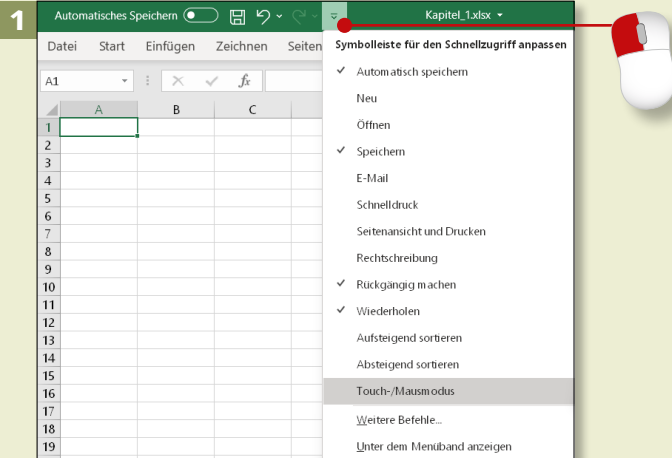 1
Automatisches Speichern
Kapitel_1.xlsx
Datei Start Einfügen Zeichnen Seiten
Symbolleiste für den Schnellzugriff anpassen
A1
fx
Automatisch speichern
Neu
Öffnen
Speichern
E-Mail
Schnelldruck
Seitenansicht und Drucken
Rechtschreibung
Rückgängig machen
Wiederholen
Aufsteigend sortieren
Absteigend sortieren
Touch-/Mausmodus
Weitere Befehle...
Unter dem Menüband anzeigen
A B C
1
2
3
4
5
6
7
8
9
10
11
12
13
14
15
16
17
18
19